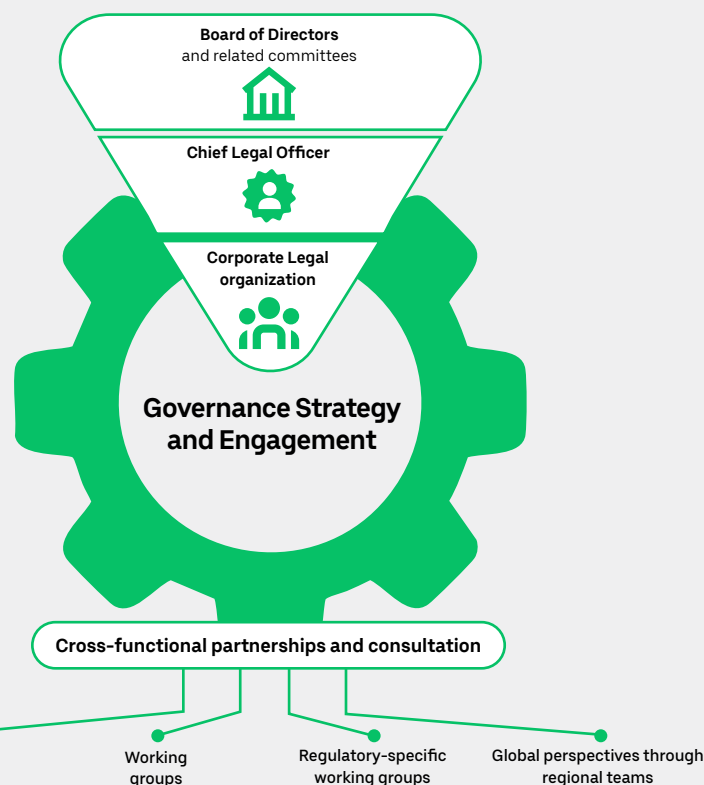 Board of Directors
and related committees
Chief Legal Officer
Corporate Legal
organization
Governance Strategy
and Engagement
Cross-functional partnerships and consultation
Working
groups
Regulatory-specific
working groups
Global perspectives through
regional teams